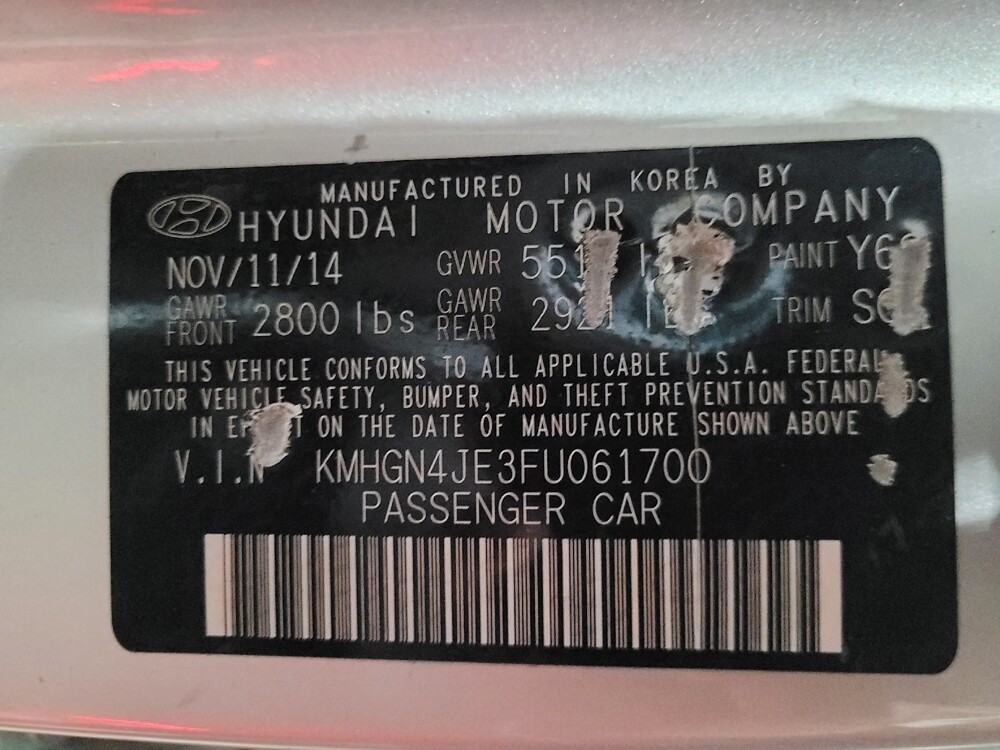 MANUFACTURED IN KOREA BY
HYUNDAI MOTOR COMPANY
NOV/11/14 GVWR PAINT
GAWR FRONT 2800 lbs GAWR REAR TRIM
THIS VEHICLE CONFORMS TO ALL APPLICABLE U.S.A. FEDERAL
MOTOR VEHICLE SAFETY, BUMPER, AND THEFT PREVENTION STANDARDS
IN ON THE DATE OF MANUFACTURE SHOWN ABOVE
V.I.N KMHGN4JE3FU061700
PASSENGER CAR